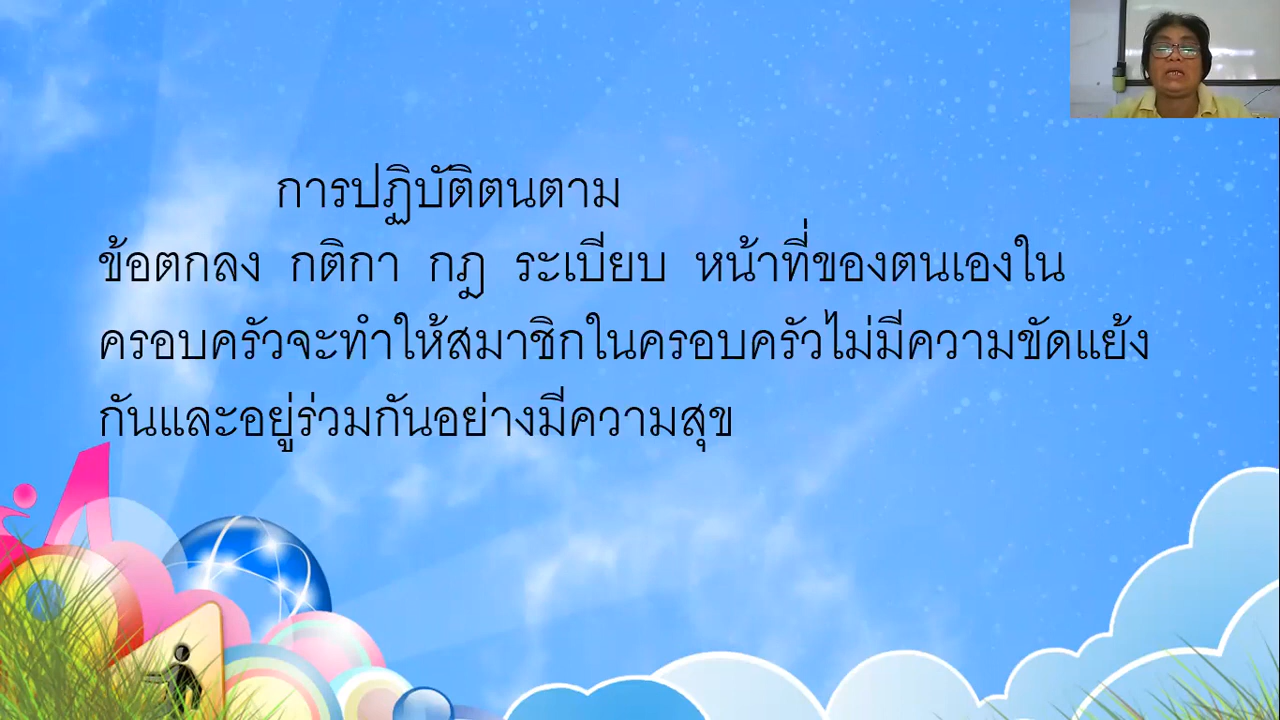 การปฏิบัติตนตาม
ข้อตกลง กติกา กฎ ระเบียบ หน้าที่ของตนเองใน
ครอบครัวจะทำให้สมาชิกในครอบครัวไม่มีความขัดแย้ง
กันและอยู่ร่วมกันอย่างมีความสุข